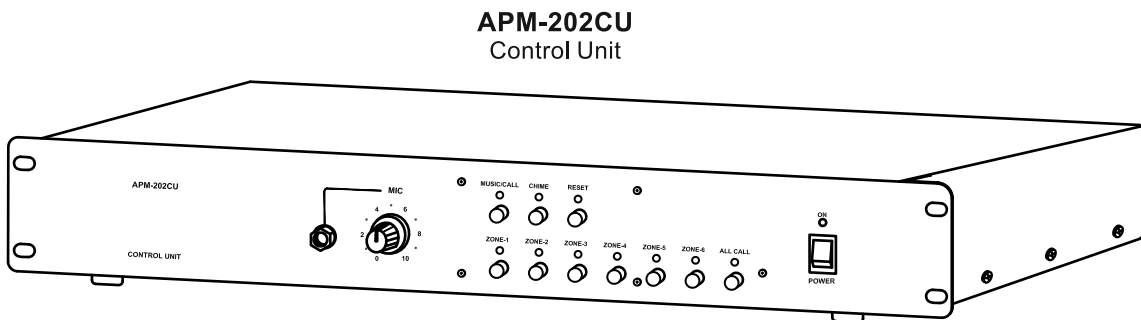 APM-202CU
Control Unit
APM-202CU
MIC
MUSIC/CALL CHIME RESET
4 6
2 8
0 10
ON
ZONE-1 ZONE-2 ZONE-3 ZONE-4 ZONE-5 ZONE-6 ALL CALL
CONTROL UNIT
POWER